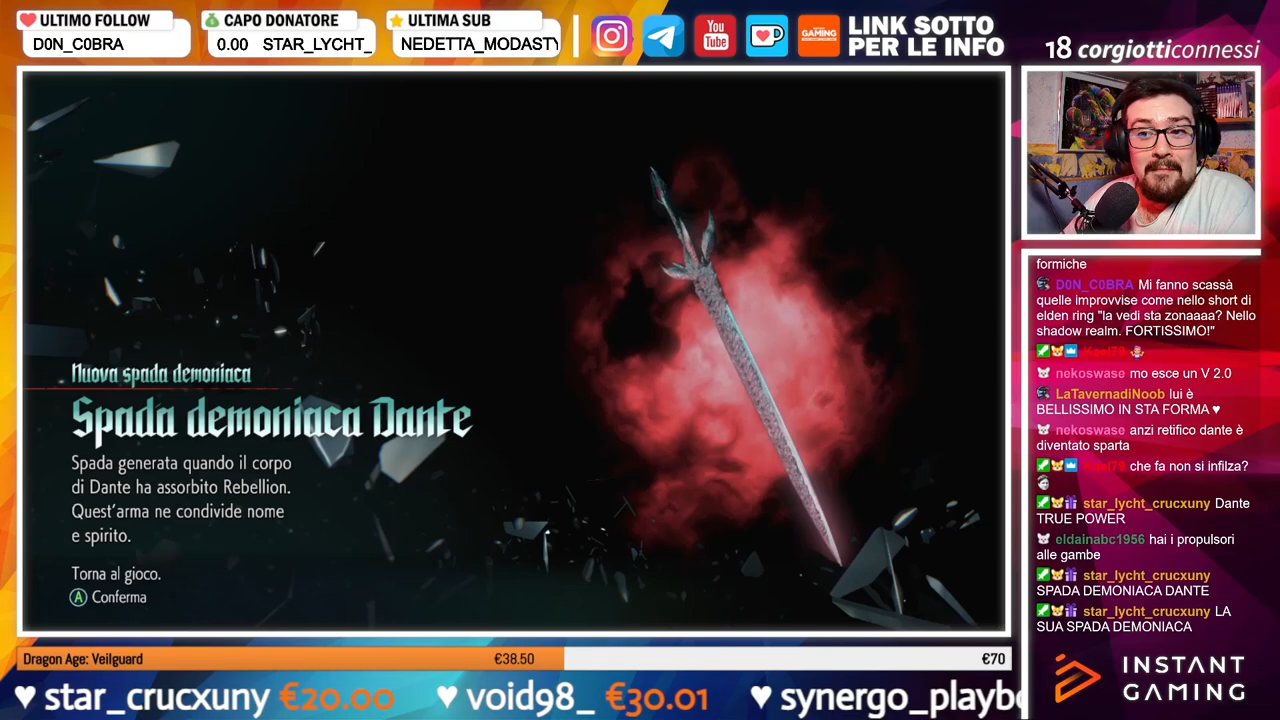 ULTIMO FOLLOW
D0N_C0BRA
CAPO DONATORE
0.00 STAR_LYCHT_
ULTIMA SUB
NEDETTA_MODASTY
You
Tube
INSTANT
GAMING
LINK SOTTO
PER LE INFO
18 corgiotticonnessi
Nuova spada demoniaca
Spada demoniaca Dante
Spada generata quando il corpo
di Dante ha assorbito Rebellion.
Quest'arma ne condivide nome
e spirito.
Torna al gioco.
A Conferma
formiche
D0N_C0BRA Mi fanno scassà
quelle improvvise come nello short di
elden ring "la vedi sta zonaaaa? Nello
shadow realm. FORTISSIMO!"
nekoswase mo esce un V 2.0
LaTavernadiNoob lui è
BELLISSIMO IN STA FORMA ♥
nekoswase anzi retifico dante è
diventato sparta
che fa non si infilza?
star_lycht_crucxuny Dante
TRUE POWER
eldainabc1956 hai i propulsori
alle gambe
star_lycht_crucxuny
SPADA DEMONIACA DANTE
star_lycht_crucxuny LA
SUA SPADA DEMONIACA
Dragon Age: Veilguard €38.50 €70
♥ star_crucxuny €20.00 ♥ void98_ €30.01 ♥ synergo_playbo
INSTANT
GAMING